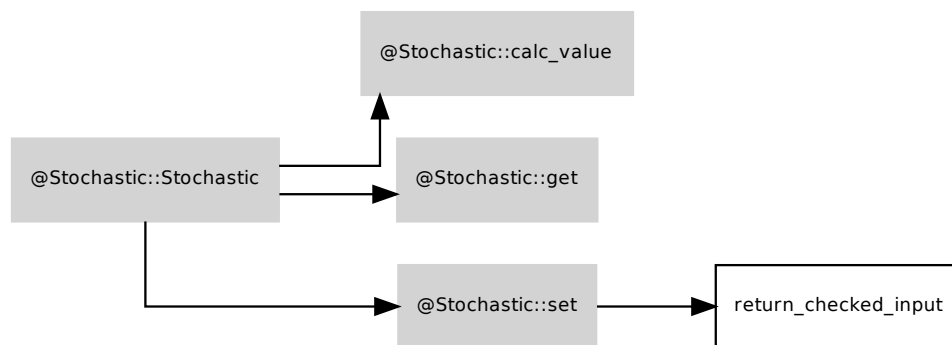 @Stochastic::calc_value
@Stochastic::Stochastic
@Stochastic::get
@Stochastic::set
return_checked_input